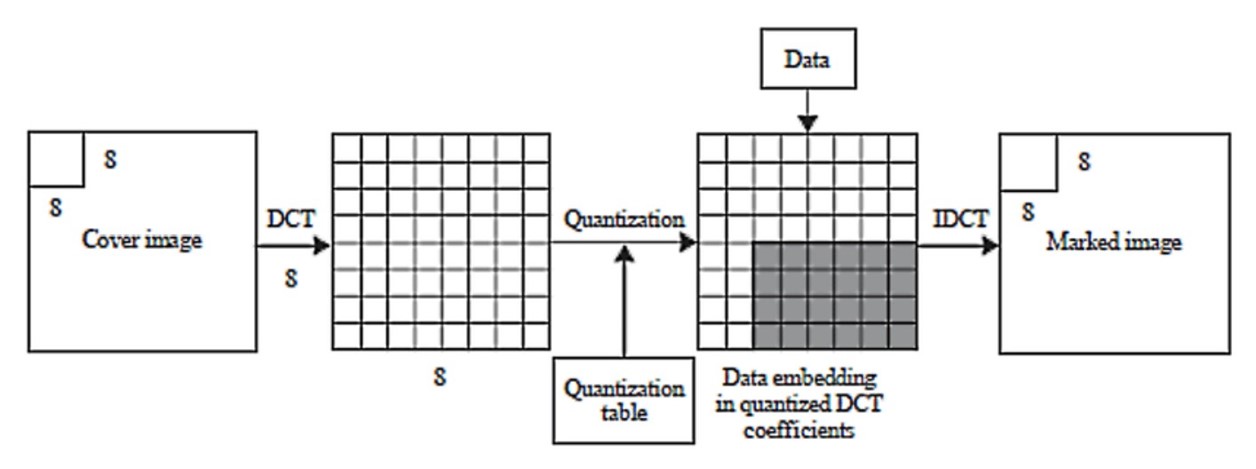 Data
8
8
Cover image
DCT
8
8
Quantization
Quantization
table
Data embedding
in quantized DCT
coefficients
IDCT
8
8
Marked image